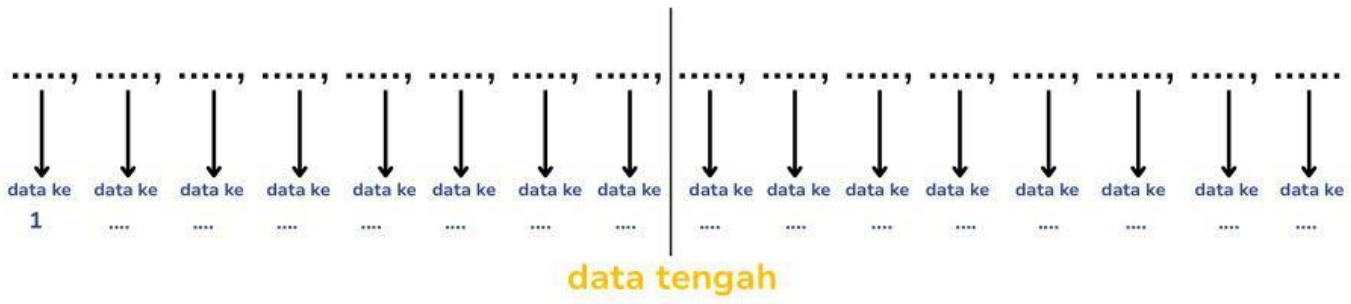 ....., ....., ....., ....., ....., ....., ....., ....., ....., ....., ....., ....., ....., ......, ....., ......
data ke data ke data ke data ke data ke data ke data ke data ke data ke data ke data ke data ke data ke data ke data ke data ke
1 .... .... .... .... .... .... .... .... .... .... .... .... .... .... ....
data tengah